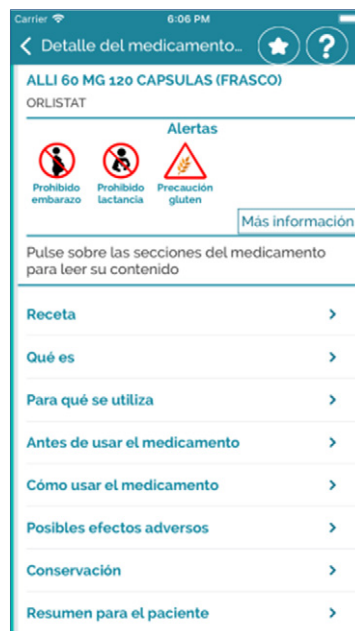 Carrier 6:06 PM
Detalle del medicamento... ?
ALLI 60 MG 120 CAPSULAS (FRASCO)
ORLISTAT
Alertas
Prohibido embarazo
Prohibido lactancia
Precaución gluten
Más información
Pulse sobre las secciones del medicamento
para leer su contenido
Receta
Qué es
Para qué se utiliza
Antes de usar el medicamento
Cómo usar el medicamento
Posibles efectos adversos
Conservación
Resumen para el paciente